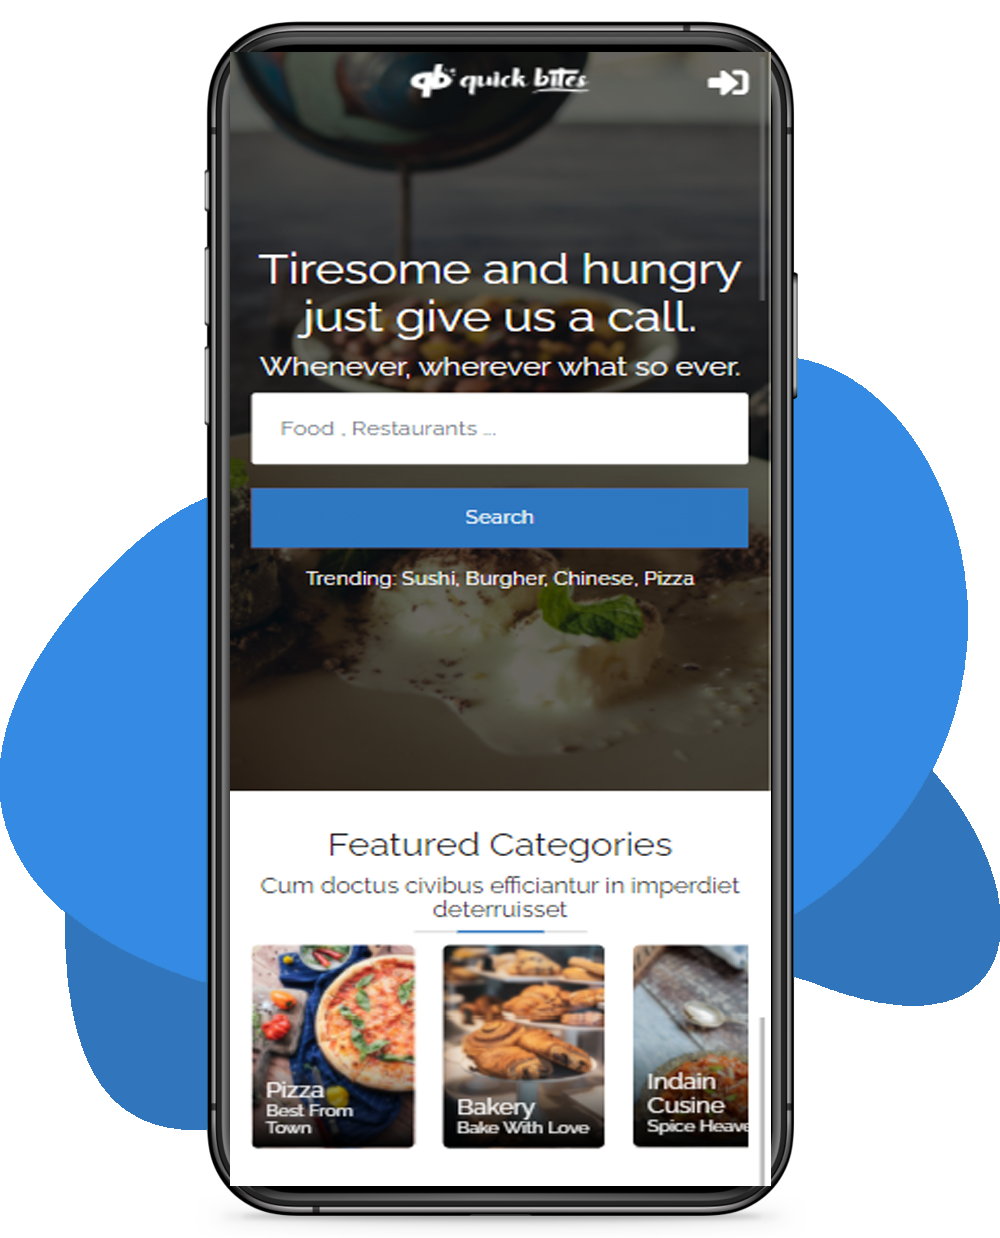 qb quick bites
Tiresome and hungry
just give us a call.
Whenever, wherever what so ever.
Food , Restaurants ...
Search
Trending: Sushi, Burgher, Chinese, Pizza
Featured Categories
Cum doctus civibus efficiantur in imperdiet
deterruisset
Pizza
Best From
Town
Bakery
Bake With Love
Indain
Cusine
Spice Heave